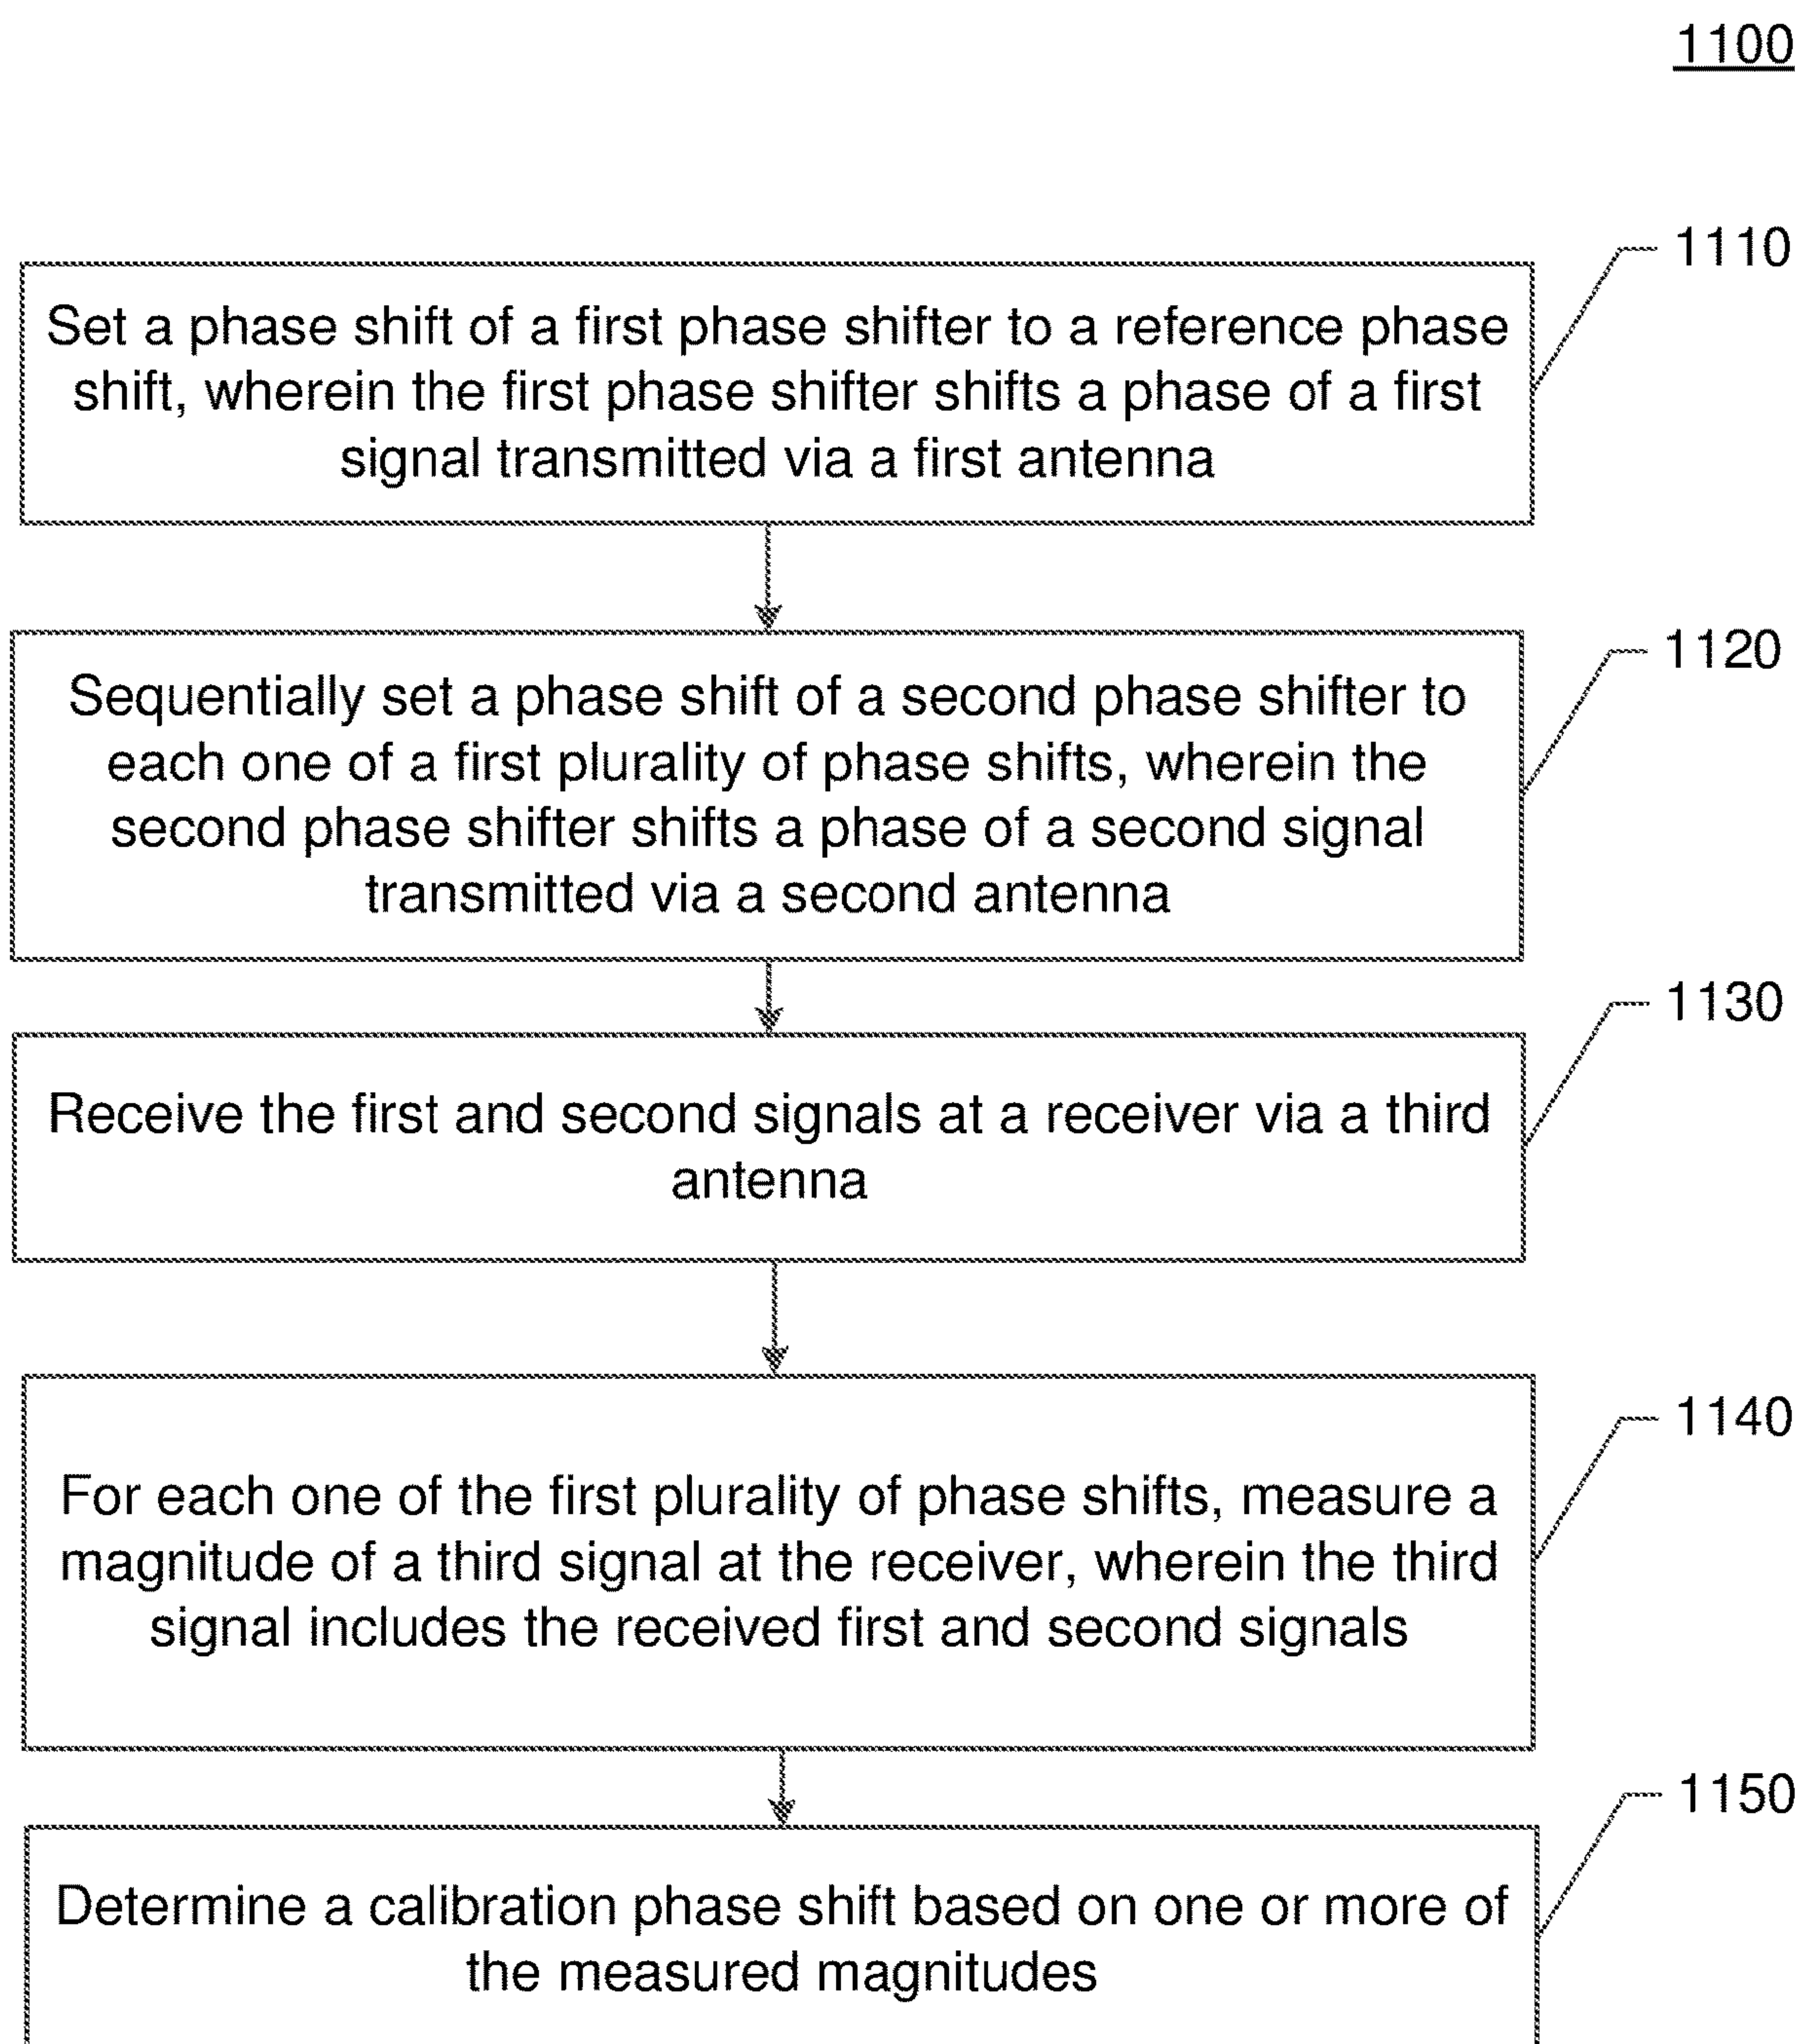 1100
1110
Set a phase shift of a first phase shifter to a reference phase
shift, wherein the first phase shifter shifts a phase of a first
signal transmitted via a first antenna
1120
Sequentially set a phase shift of a second phase shifter to
each one of a first plurality of phase shifts, wherein the
second phase shifter shifts a phase of a second signal
transmitted via a second antenna
1130
Receive the first and second signals at a receiver via a third
antenna
1140
For each one of the first plurality of phase shifts, measure a
magnitude of a third signal at the receiver, wherein the third
signal includes the received first and second signals
1150
Determine a calibration phase shift based on one or more of
the measured magnitudes